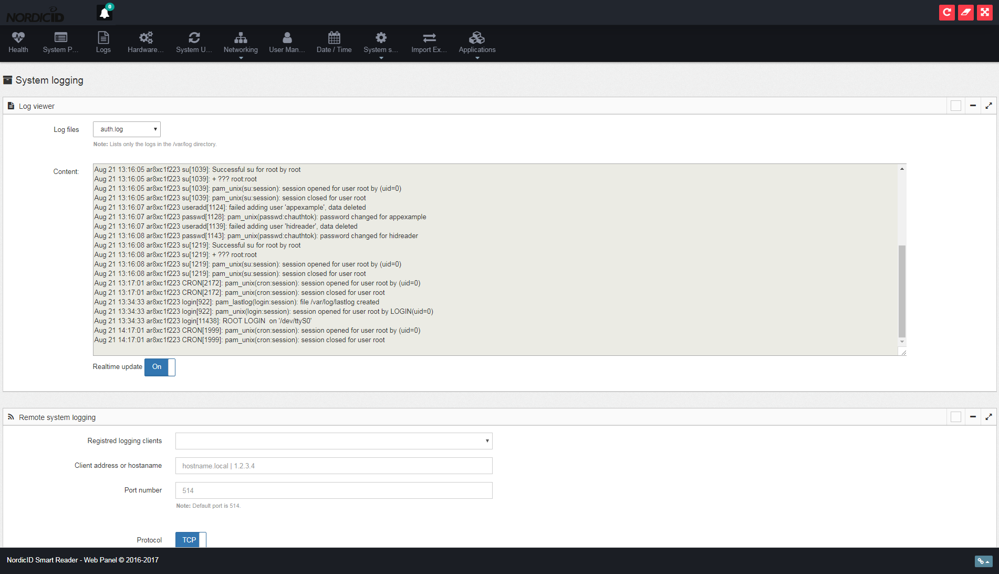 NORDICID
0
Health
System P...
Logs
Hardware...
System U...
Networking
User Man...
Date / Time
System s...
Import Ex...
Applications
System logging
Log viewer
Log files
auth.log
Note: Lists only the logs in the /var/log directory.
Content:
Aug 21 13:16:05 ar8xc1f223 su[1039]: Successful su for root by root
Aug 21 13:16:05 ar8xc1f223 su[1039]: + ??? root:root
Aug 21 13:16:05 ar8xc1f223 su[1039]: pam_unix(su:session): session opened for user root by (uid=0)
Aug 21 13:16:05 ar8xc1f223 su[1039]: pam_unix(su:session): session closed for user root
Aug 21 13:16:07 ar8xc1f223 useradd[1124]: failed adding user 'appexample', data deleted
Aug 21 13:16:07 ar8xc1f223 passwd[1128]: pam_unix(passwd:chauthtok): password changed for appexample
Aug 21 13:16:07 ar8xc1f223 useradd[1139]: failed adding user 'hidreader', data deleted
Aug 21 13:16:08 ar8xc1f223 passwd[1143]: pam_unix(passwd:chauthtok): password changed for hidreader
Aug 21 13:16:08 ar8xc1f223 su[1219]: Successful su for root by root
Aug 21 13:16:08 ar8xc1f223 su[1219]: + ??? root:root
Aug 21 13:16:08 ar8xc1f223 su[1219]: pam_unix(su:session): session opened for user root by (uid=0)
Aug 21 13:16:08 ar8xc1f223 su[1219]: pam_unix(su:session): session closed for user root
Aug 21 13:17:01 ar8xc1f223 CRON[2172]: pam_unix(cron:session): session opened for user root by (uid=0)
Aug 21 13:17:01 ar8xc1f223 CRON[2172]: pam_unix(cron:session): session closed for user root
Aug 21 13:34:33 ar8xc1f223 login[922]: pam_lastlog(login:session): file /var/log/lastlog created
Aug 21 13:34:33 ar8xc1f223 login[922]: pam_unix(login:session): session opened for user root by LOGIN(uid=0)
Aug 21 13:34:33 ar8xc1f223 login[11438]: ROOT LOGIN  on '/dev/ttyS0'
Aug 21 14:17:01 ar8xc1f223 CRON[1999]: pam_unix(cron:session): session opened for user root by (uid=0)
Aug 21 14:17:01 ar8xc1f223 CRON[1999]: pam_unix(cron:session): session closed for user root
Realtime update On
Remote system logging
Registred logging clients
Client address or hostaname
hostname.local | 1.2.3.4
Port number
514
Note: Default port is 514.
Protocol
TCP
NordicID Smart Reader - Web Panel © 2016-2017